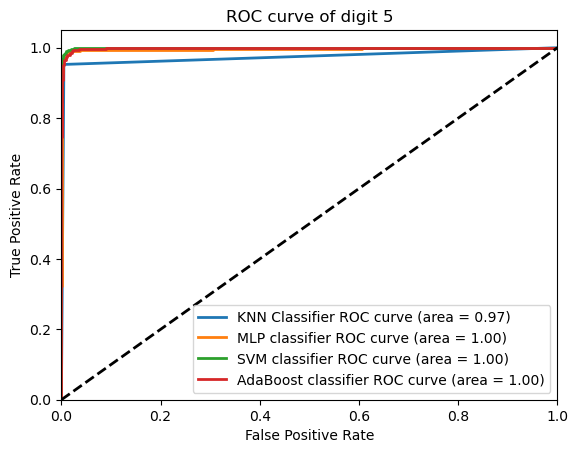 ROC curve of digit 5
True Positive Rate
1.0
0.8
0.6
0.4
0.2
0.0
KNN Classifier ROC curve (area = 0.97)
MLP classifier ROC curve (area = 1.00)
SVM classifier ROC curve (area = 1.00)
AdaBoost classifier ROC curve (area = 1.00)
0.0 0.2 0.4 0.6 0.8 1.0
False Positive Rate